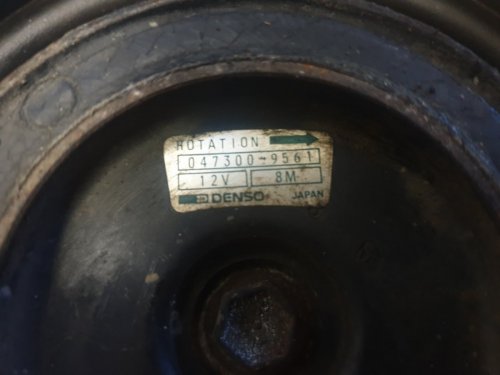 ROTATION
047300-9561
12V 8M
DENSO JAPAN